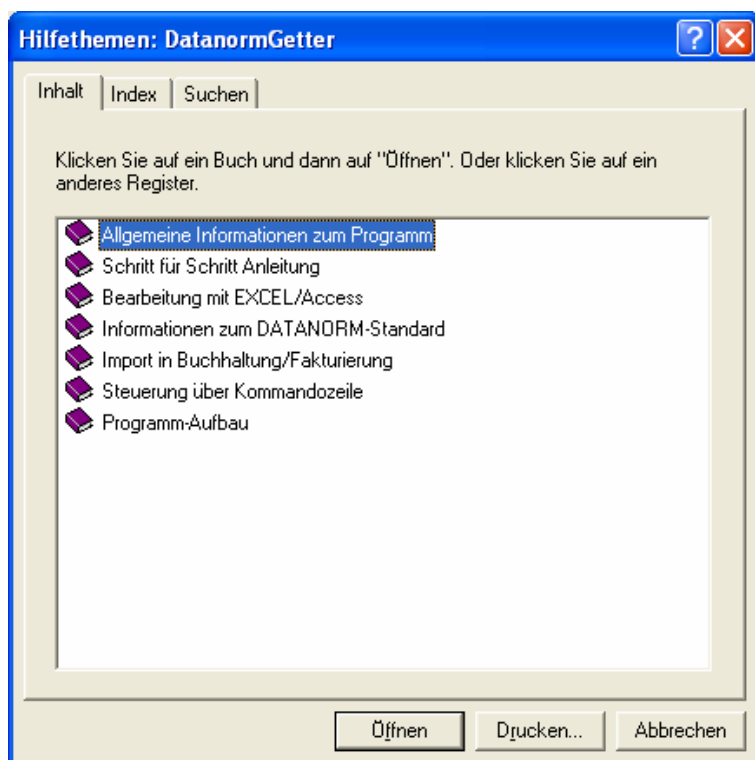 Hilfethemen: DatanormGetter
Inhalt Index Suchen
Klicken Sie auf ein Buch und dann auf "Öffnen". Oder klicken Sie auf ein
anderes Register.
Allgemeine Informationen zum Programm
Schritt für Schritt Anleitung
Bearbeitung mit EXCEL/Access
Informationen zum DATANORM-Standard
Import in Buchhaltung/Fakturierung
Steuerung über Kommandozeile
Programm-Aufbau
Öffnen Drucken... Abbrechen